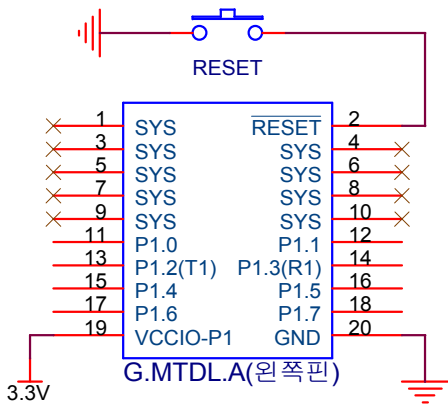 RESET
1 SYS RESET 2
3 SYS SYS 4
5 SYS SYS 6
7 SYS SYS 8
9 SYS SYS 10
11 P1.0 P1.1 12
13 P1.2(T1) P1.3(R1) 14
15 P1.4 P1.5 16
17 P1.6 P1.7 18
19 VCCIO-P1 GND 20
G.MTDL.A(왼쪽핀)
3.3V